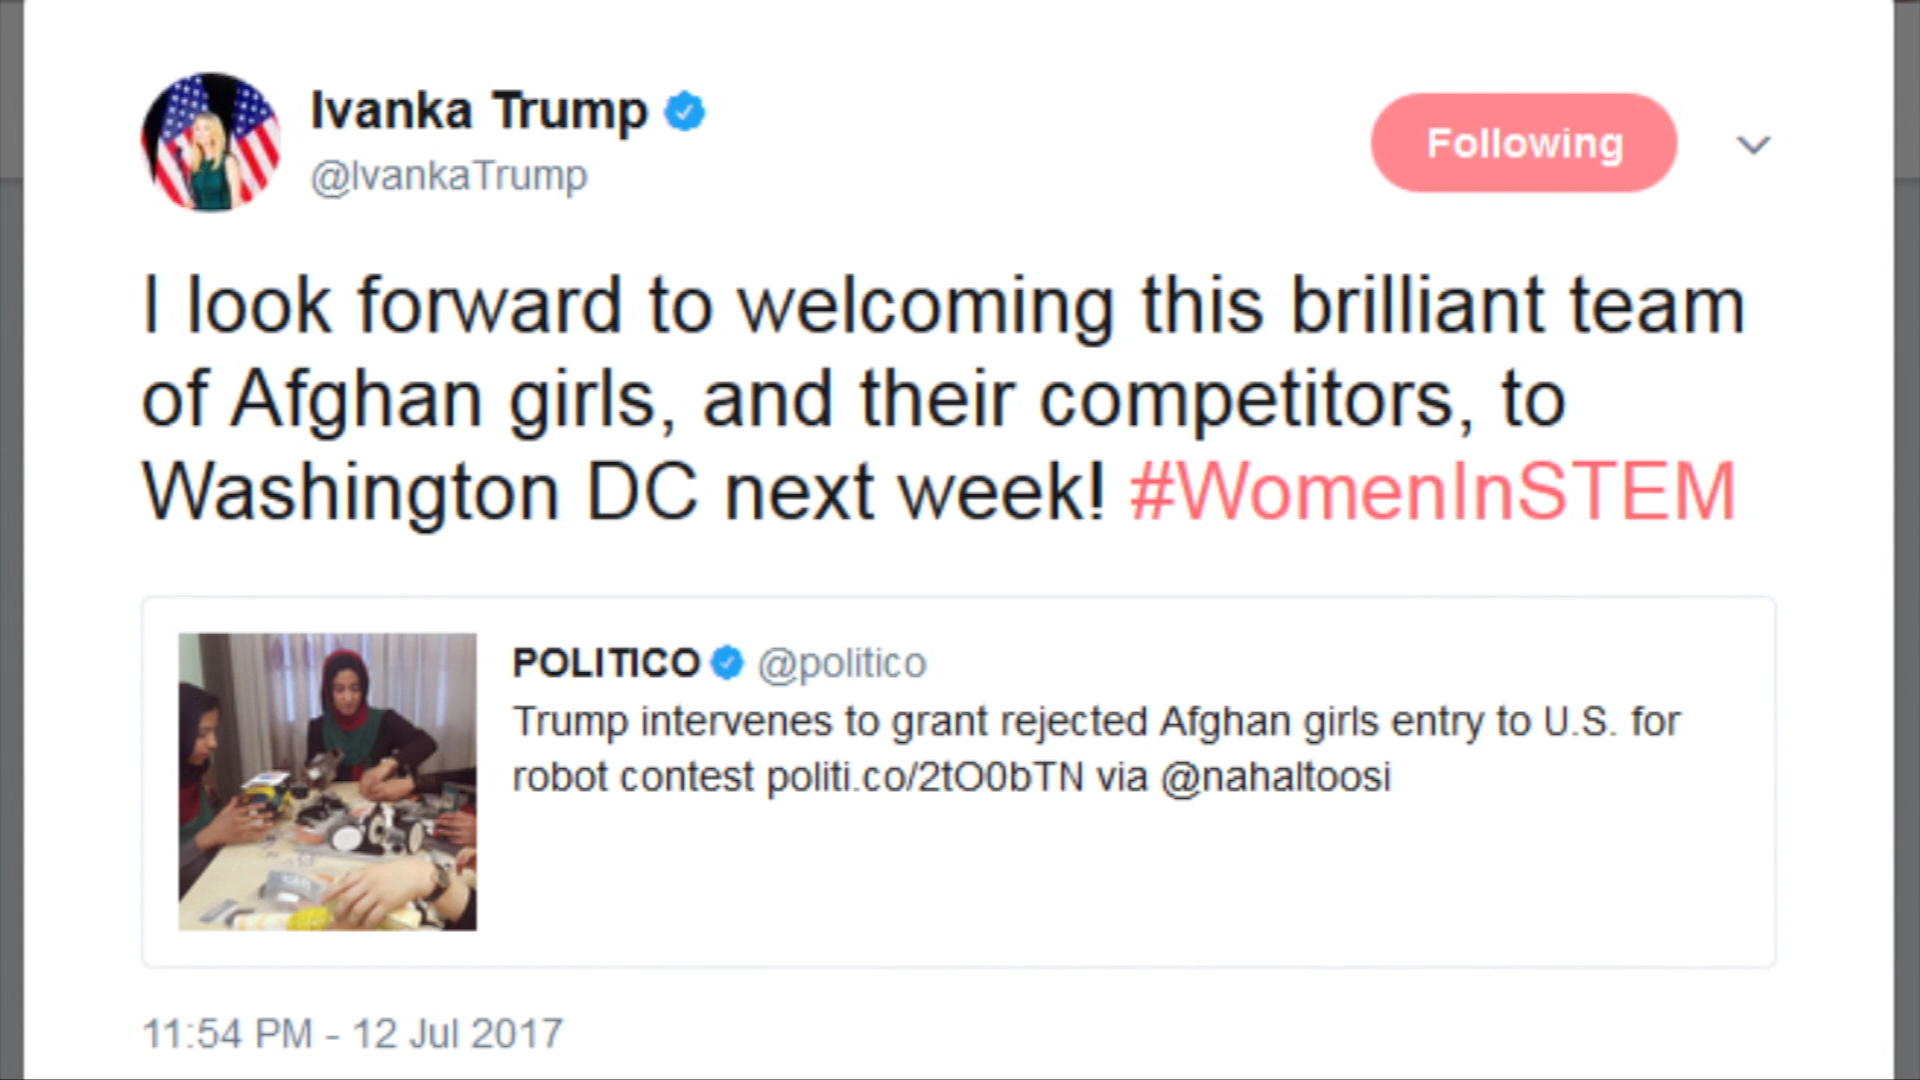 Ivanka Trump
@IvankaTrump
Following
I look forward to welcoming this brilliant team
of Afghan girls, and their competitors, to
Washington DC next week! #WomenInSTEM
POLITICO @politico
Trump intervenes to grant rejected Afghan girls entry to U.S. for
robot contest politi.co/2tO0bTN via @nahaltoosi
11:54 PM - 12 Jul 2017